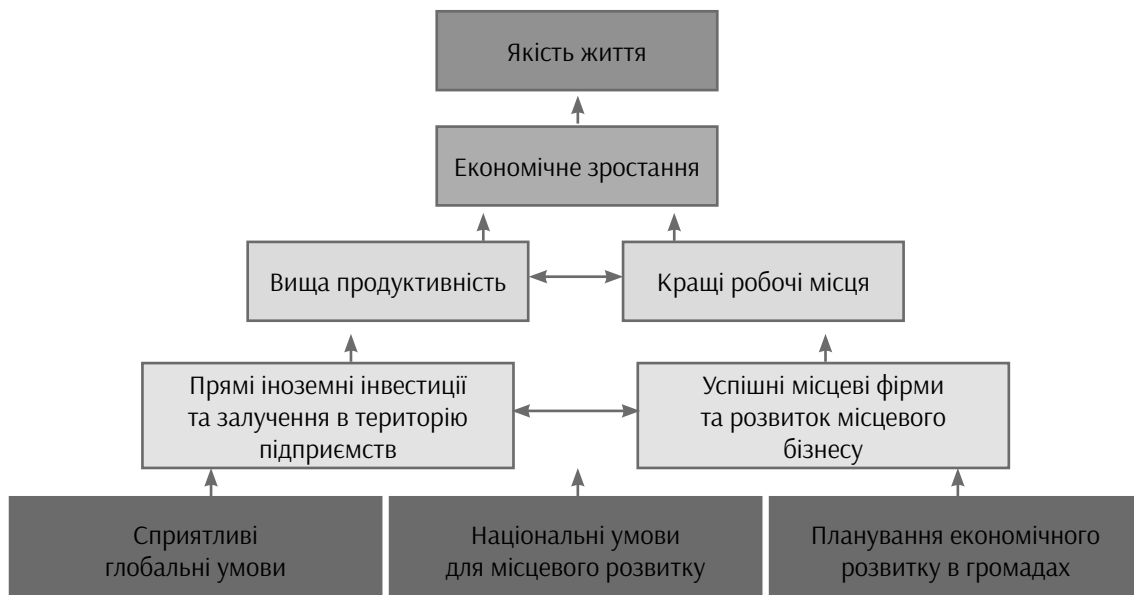 Якість життя
Економічне зростання
Вища продуктивність
Кращі робочі місця
Прямі іноземні інвестиції
та залучення в територію
підприємств
Успішні місцеві фірми
та розвиток місцевого
бізнесу
Сприятливі
глобальні умови
Національні умови
для місцевого розвитку
Планування економічного
розвитку в громадах